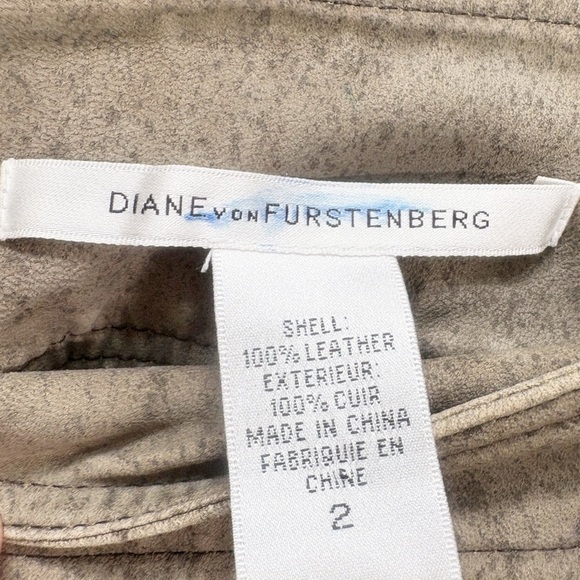 DIANE VON FURSTENBERG
SHELL:
100% LEATHER
EXTERIEUR:
100% CUIR
MADE IN CHINA
FABRIQUE EN
CHINE
2